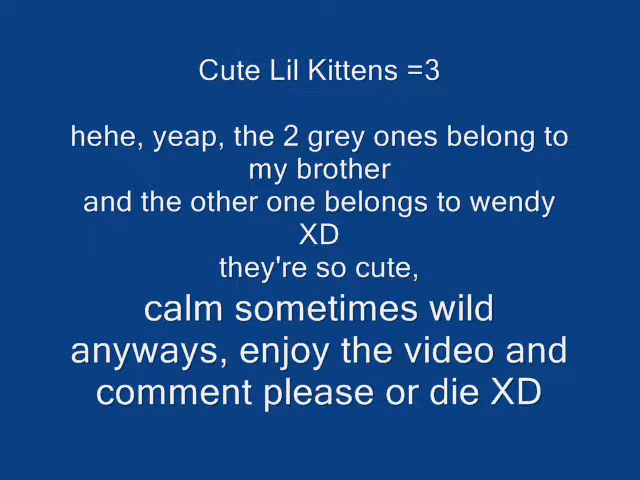 Cute Lil Kittens =3
hehe, yeap, the 2 grey ones belong to
my brother
and the other one belongs to wendy
XD
they're so cute,
calm sometimes wild
anyways, enjoy the video and
comment please or die XD